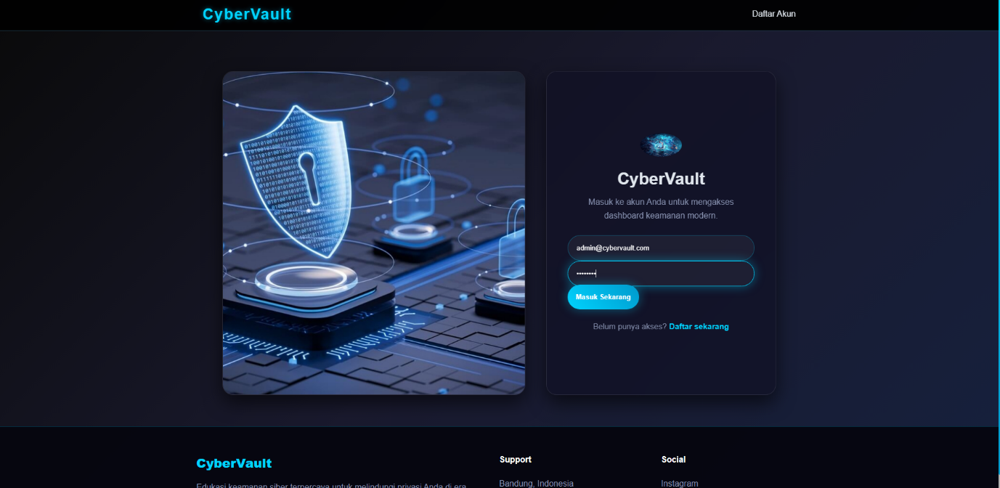 CyberVault
Daftar Akun
CyberVault
Masuk ke akun Anda untuk mengakses
dashboard keamanan modern.
admin@cybervault.com
••••••••
Masuk Sekarang
Belum punya akses? Daftar sekarang
CyberVault
Support
Social
Edukasi keamanan siber terpercaya untuk melindungi privasi Anda di era
Bandung, Indonesia
Instagram